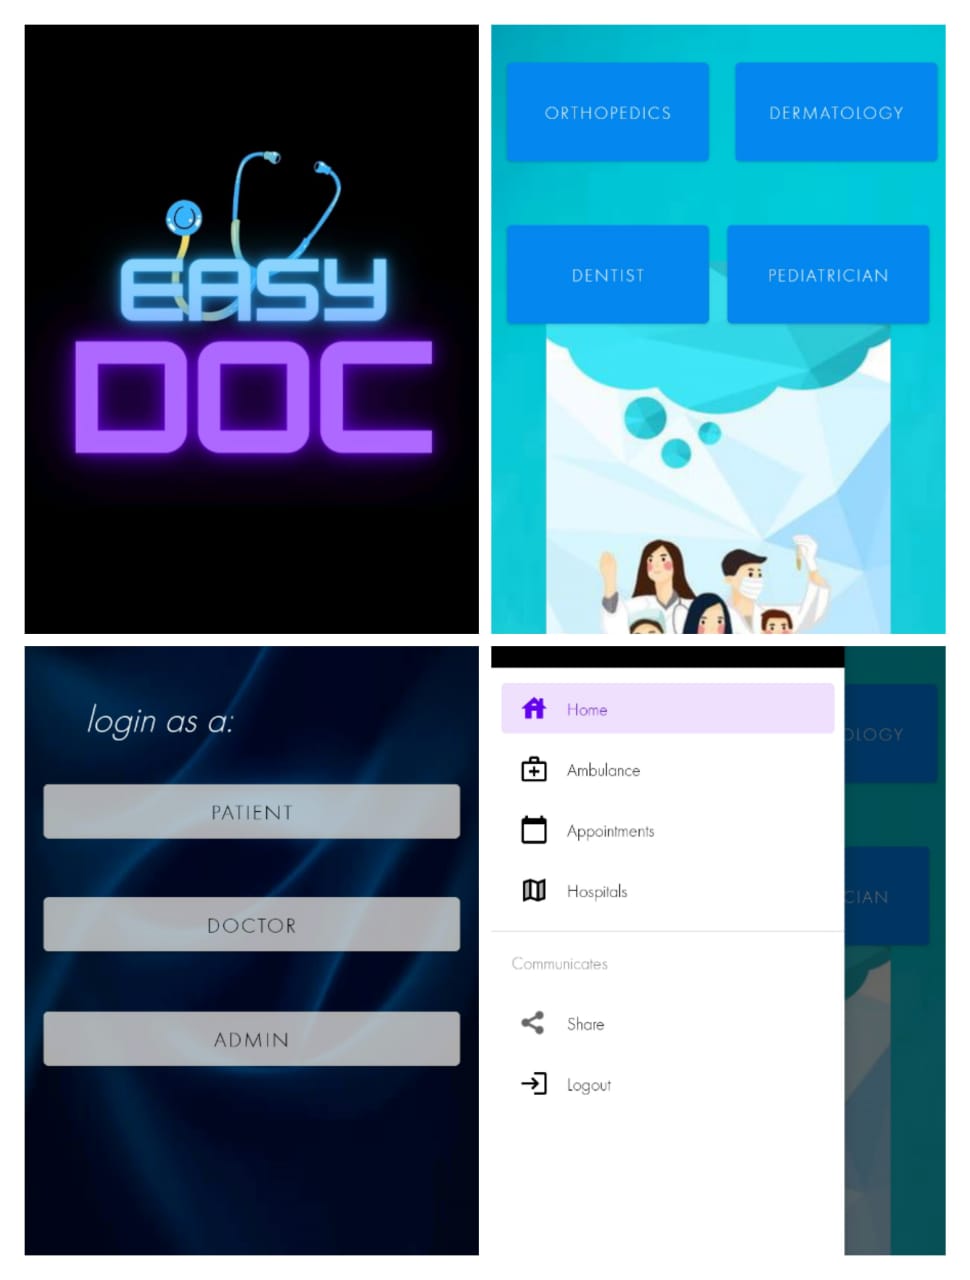 EASY
DOC
ORTHOPEDICS
DERMATOLOGY
DENTIST
PEDIATRICIAN
login as a:
PATIENT
DOCTOR
ADMIN
Home
Ambulance
Appointments
Hospitals
Communicates
Share
Logout
OLOGY
CIAN